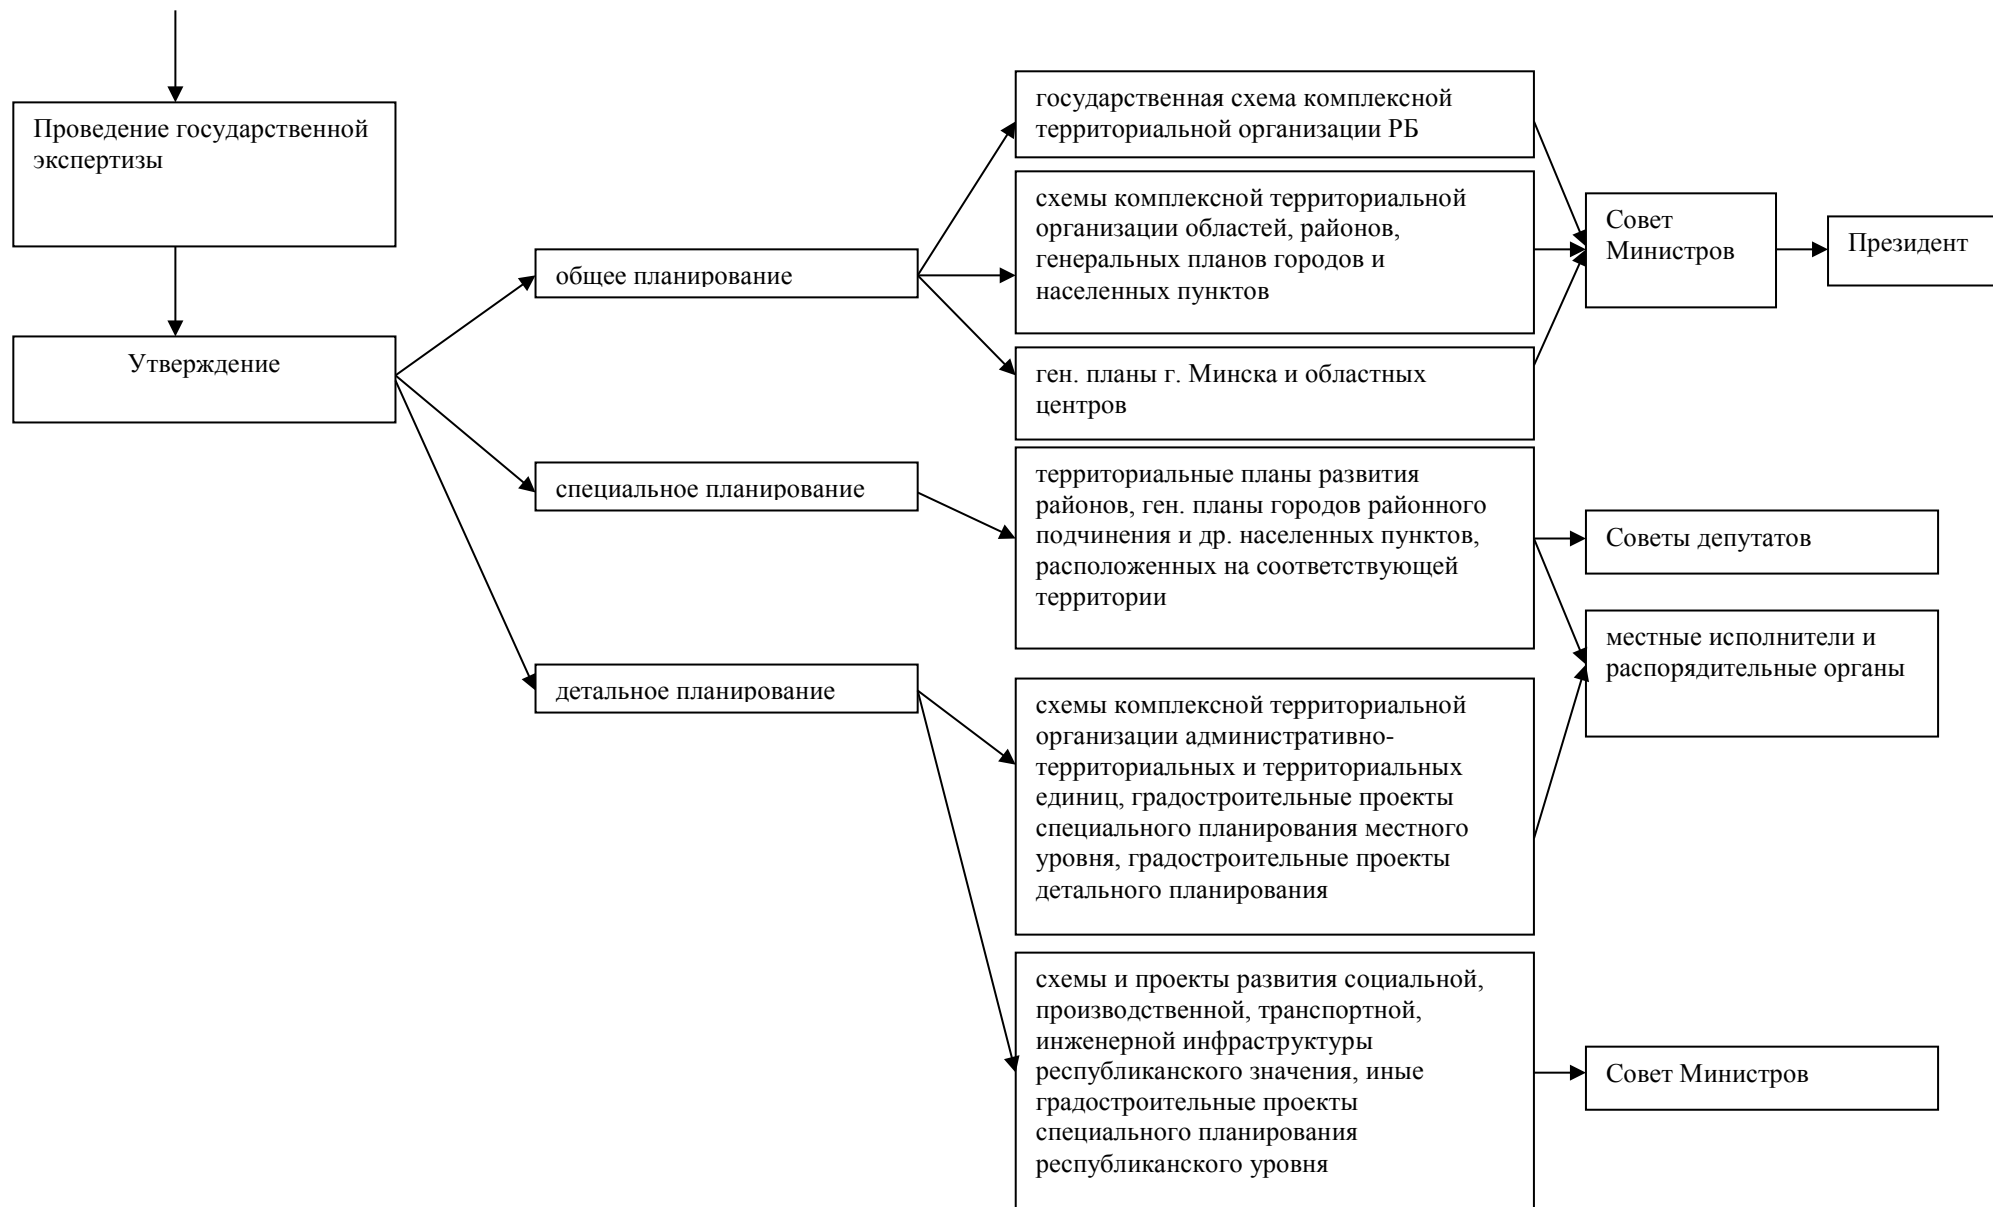 Проведение государственной
экспертизы
Утверждение
общее планирование
специальное планирование
детальное планирование
государственная схема комплексной
территориальной организации РБ
схемы комплексной территориальной
организации областей, районов,
генеральных планов городов и
населенных пунктов
ген. планы г. Минска и областных
центров
территориальные планы развития
районов, ген. планы городов районного
подчинения и др. населенных пунктов,
расположенных на соответствующей
территории
схемы комплексной территориальной
организации административно-
территориальных и территориальных
единиц, градостроительные проекты
специального планирования местного
уровня, градостроительные проекты
детального планирования
схемы и проекты развития социальной,
производственной, транспортной,
инженерной инфраструктуры
республиканского значения, иные
градостроительные проекты
специального планирования
республиканского уровня
Совет
Министров
Президент
Советы депутатов
местные исполнители и
распорядительные органы
Совет Министров